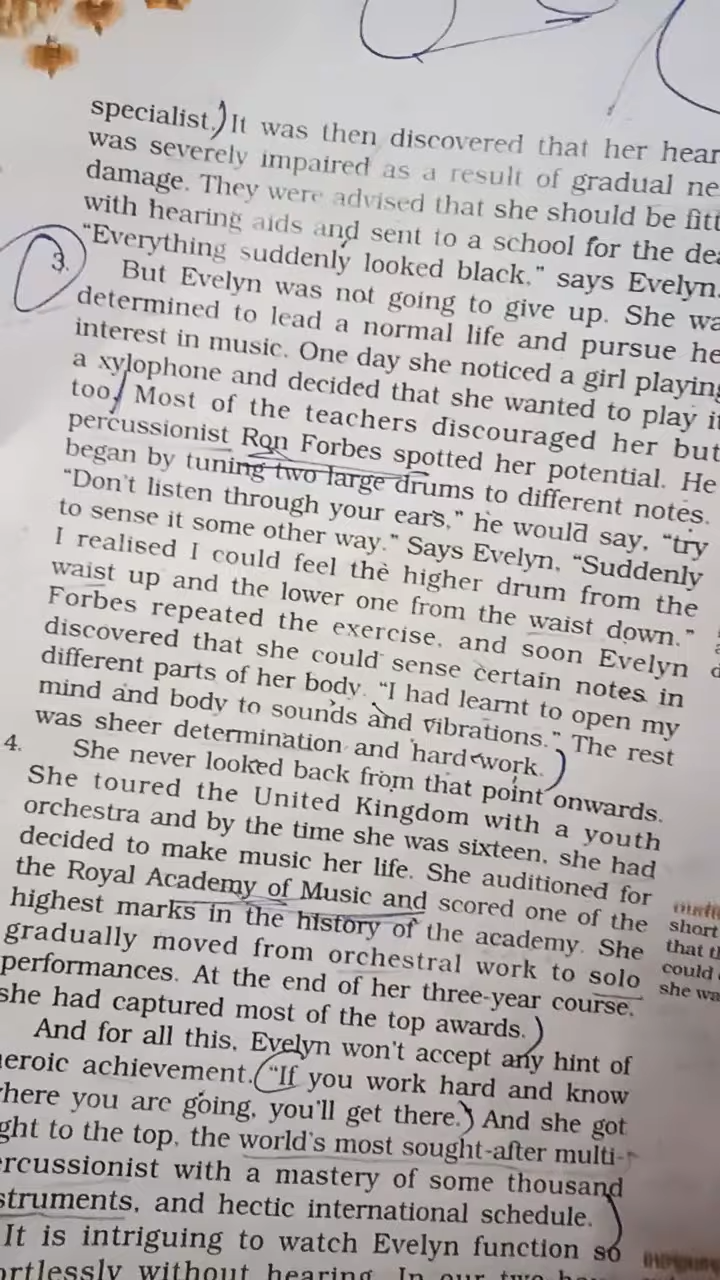 specialist. It was then discovered that her hear
was severely impaired as a result of gradual ne
damage. They were advised that she should be fitt
with hearing aids and sent to a school for the dea
“Everything suddenly looked black,” says Evelyn.
3. But Evelyn was not going to give up. She wa
determined to lead a normal life and pursue he
interest in music. One day she noticed a girl playing
a xylophone and decided that she wanted to play it
too. Most of the teachers discouraged her but
percussionist Ron Forbes spotted her potential. He
began by tuning two large drums to different notes.
“Don't listen through your ears,” he would say, “try
to sense it some other way.” Says Evelyn, “Suddenly
I realised I could feel the higher drum from the
waist up and the lower one from the waist down.”
Forbes repeated the exercise, and soon Evelyn
discovered that she could sense certain notes in
different parts of her body. “I had learnt to open my
mind and body to sounds and vibrations.” The rest
was sheer determination and hard work.
4. She never looked back from that point onwards.
She toured the United Kingdom with a youth
orchestra and by the time she was sixteen, she had
decided to make music her life. She auditioned for
the Royal Academy of Music and scored one of the
highest marks in the history of the academy. She
gradually moved from orchestral work to solo
performances. At the end of her three-year course,
she had captured most of the top awards.
And for all this, Evelyn won't accept any hint of
eroic achievement. “If you work hard and know
here you are going, you'll get there.” And she got
ght to the top, the world's most sought-after multi-
rcussionist with a mastery of some thousand
struments, and hectic international schedule.
It is intriguing to watch Evelyn function so
ortlessly without hearing. In our two
short
that t
could
she wa